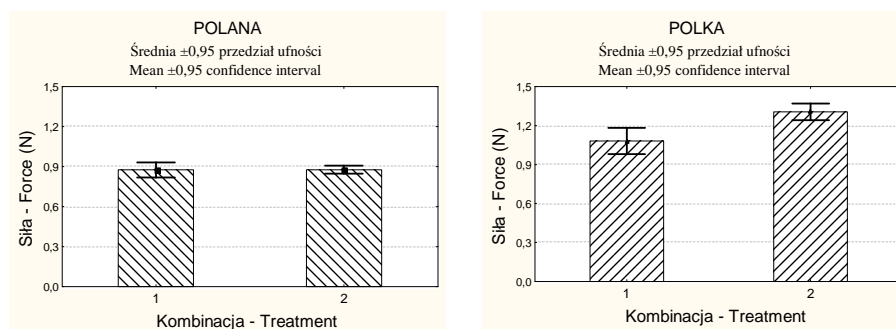 POLANA
Średnia ±0,95 przedział ufności
Mean ±0,95 confidence interval
1,5
1,2
0,9
0,6
0,3
0,0
Siła - Force (N)
1
2
Kombinacja - Treatment
POLKA
Średnia ±0,95 przedział ufności
Mean ±0,95 confidence interval
1,5
1,2
0,9
0,6
0,3
0,0
Siła - Force (N)
1
2
Kombinacja - Treatment